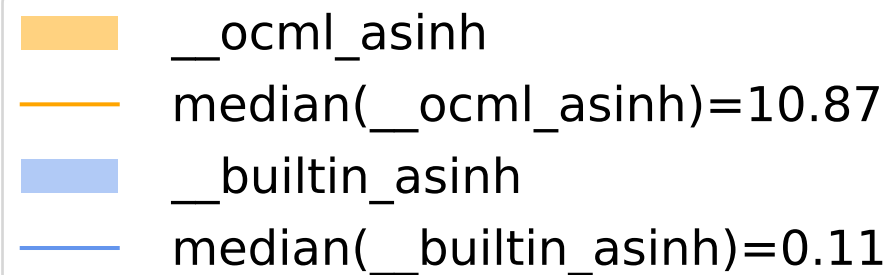 __ocml_asinh
median(__ocml_asinh)=10.87
__builtin_asinh
median(__builtin_asinh)=0.11